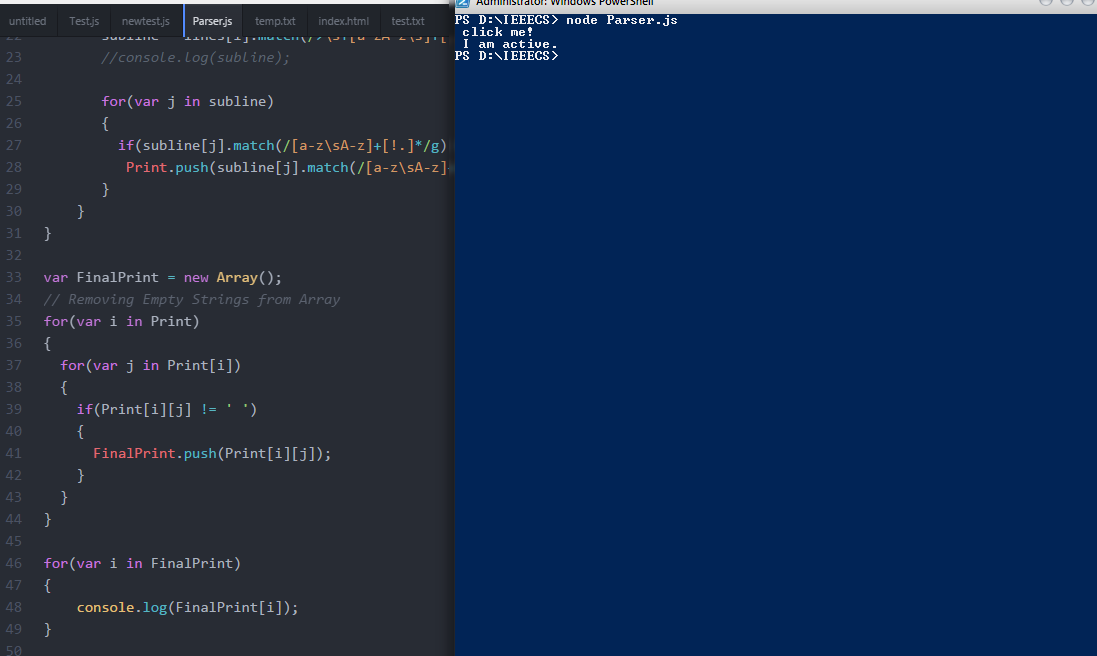 untitled Test.js newtest.js Parser.js temp.txt index.html test.txt
22 subline = lines[i].match(
23 //console.log(subline);
24
25 for(var j in subline)
26 {
27 if(subline[j].match(/[a-z\sA-z]+[!.]*/g)
28 Print.push(subline[j].match(/[a-z\sA-z]+
29 }
30 }
31 }
32
33 var FinalPrint = new Array();
34 // Removing Empty Strings from Array
35 for(var i in Print)
36 {
37 for(var j in Print[i])
38 {
39 if(Print[i][j] != ' ')
40 {
41 FinalPrint.push(Print[i][j]);
42 }
43 }
44 }
45
46 for(var i in FinalPrint)
47 {
48 console.log(FinalPrint[i]);
49 }
50
Administrator: Windows PowerShell
PS D:\IEEECS> node Parser.js
click me!
I am active.
PS D:\IEEECS>